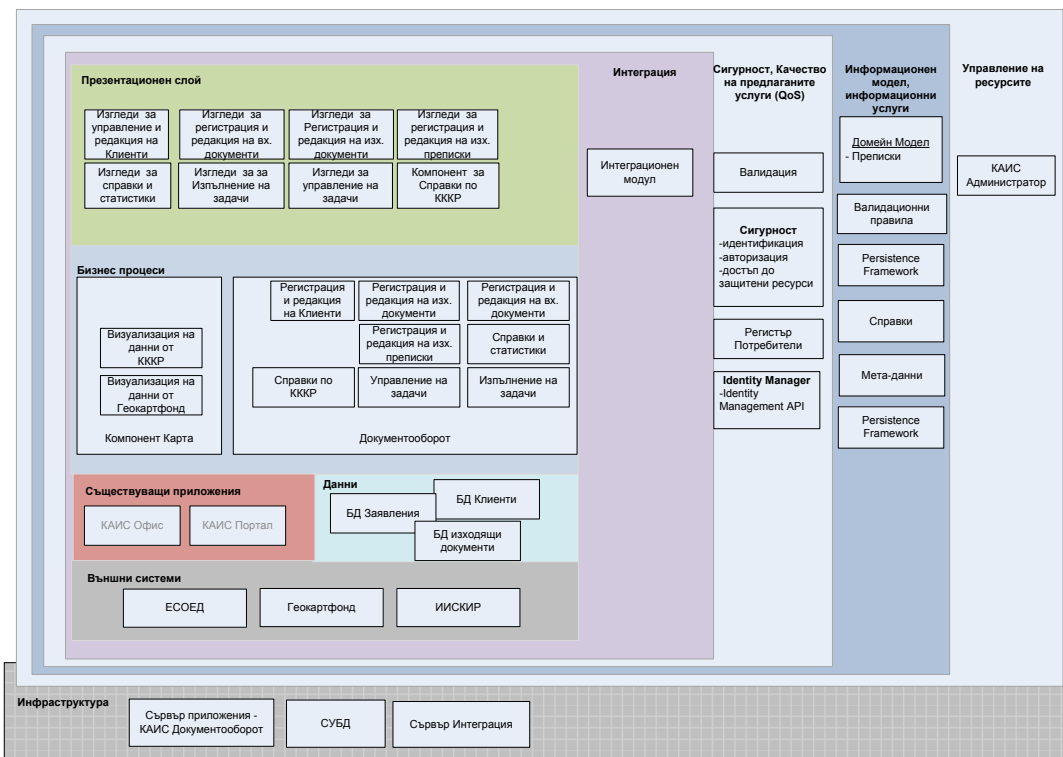 Презентационен слой
Изгледи за
управление и
редакция на
Клиенти
Изгледи за
регистрация и
редакция на вх.
документи
Изгледи за
Регистрация и
редакция на изх.
документи
Изгледи за
регистрация и
редакция на изх.
преписки
Изгледи за
справки и
статистики
Изгледи за за
Изпълнение на
задачи
Изгледи за
управление на
задачи
Компонент за
Справки по
КККР
Интеграция
Интеграционен
модул
Сигурност, Качество
на предлаганите
услуги (QoS)
Валидация
Сигурност
-идентификация
-авторизация
-достъп до
защитени ресурси
Регистър
Потребители
Identity Manager
-Identity
Management API
Информационен
модел,
информационни
услуги
Домейн Модел
- Преписки
Валидационни
правила
Persistence
Framework
Справки
Мета-данни
Persistence
Framework
Управление на
ресурсите
КАИС
Администратор
Бизнес процеси
Визуализация на
данни от
КККР
Визуализация на
данни от
Геокартфонд
Компонент Карта
Регистрация
и редакция
на Клиенти
Регистрация и
редакция на изх.
документи
Регистрация и
редакция на вх.
документи
Регистрация и
редакция на изх.
преписки
Справки и
статистики
Справки по
КККР
Управление на
задачи
Изпълнение на
задачи
Документооборот
Съществуващи приложения
КАИС Офис
КАИС Портал
Данни
БД Заявления
БД Клиенти
БД изходящи
документи
Външни системи
ЕСОЕД
Геокартфонд
ИИСКИР
Инфраструктура
Сървър приложения -
КАИС Документооборот
СУБД
Сървър Интеграция